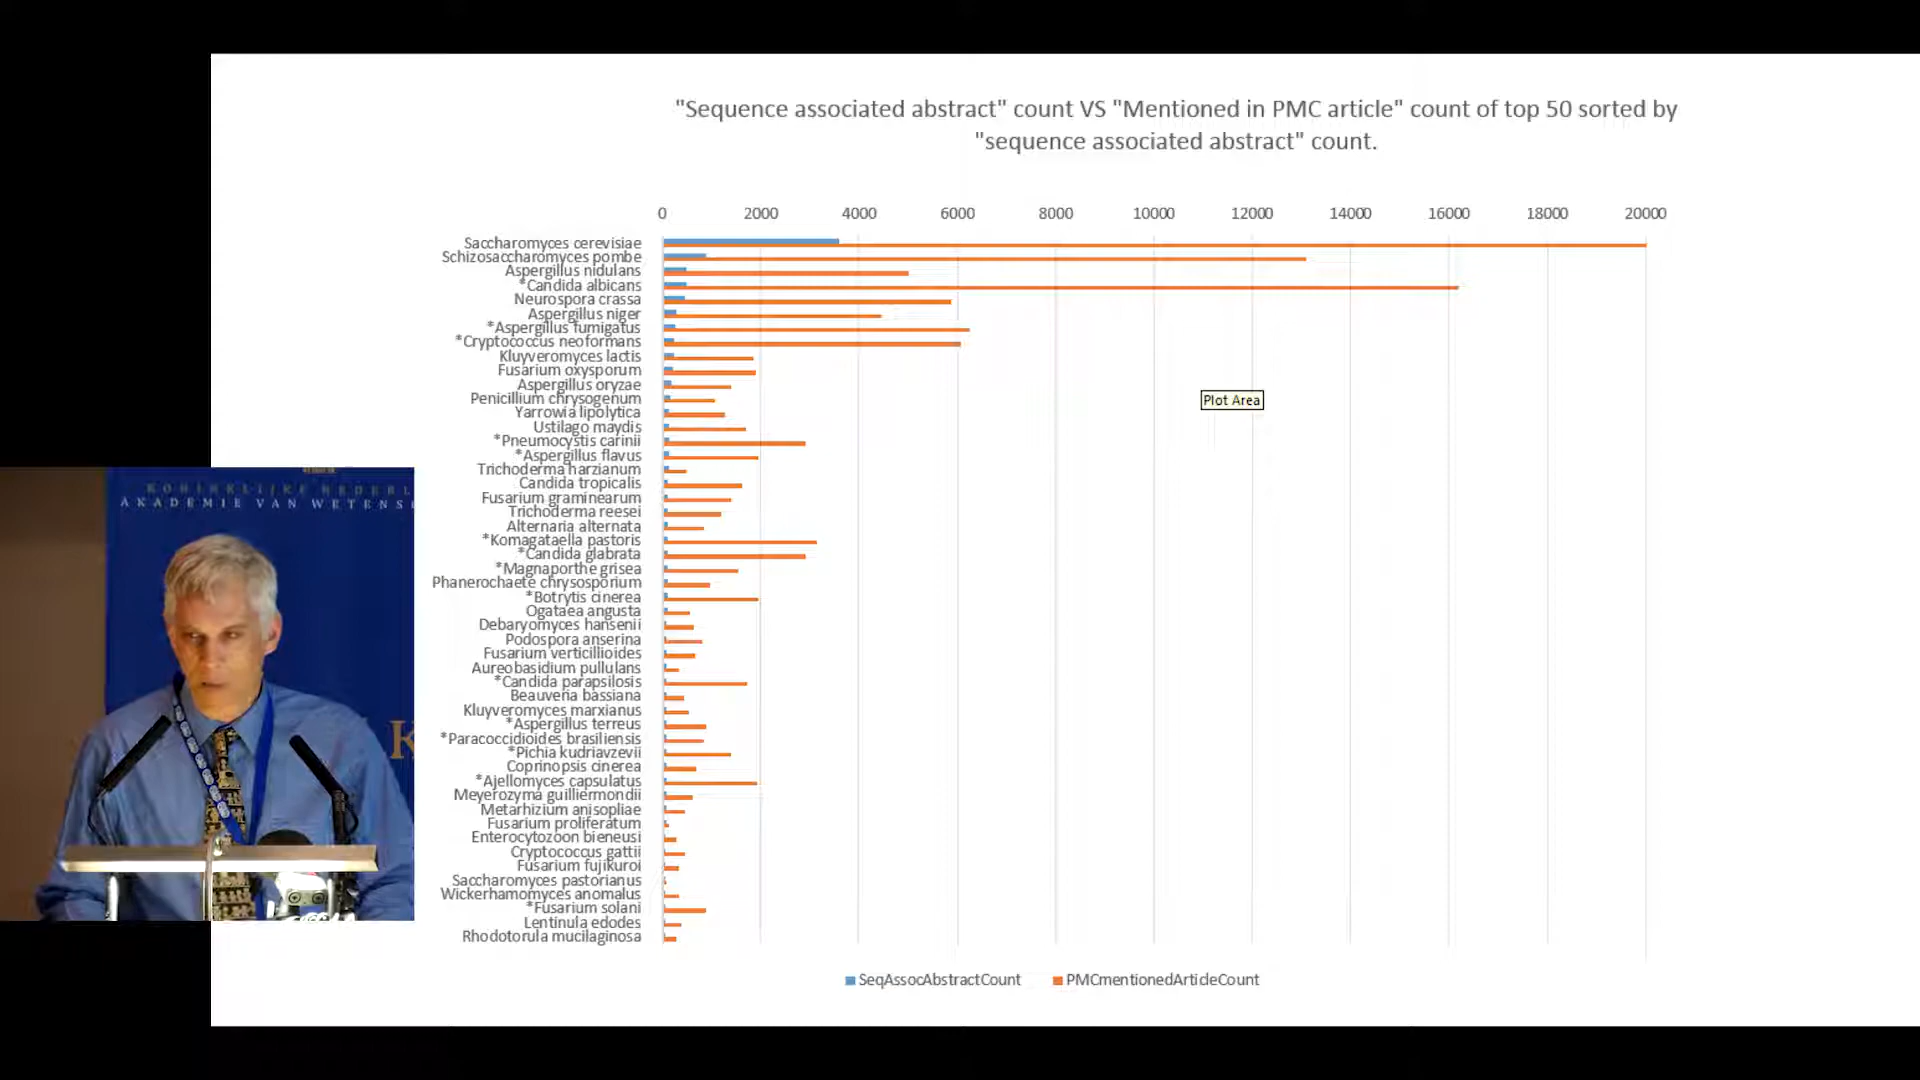 "Sequence associated abstract" count VS "Mentioned in PMC article" count of top 50 sorted by
"sequence associated abstract" count.
0 2000 4000 6000 8000 10000 12000 14000 16000 18000 20000
Saccharomyces cerevisiae
Schizosaccharomyces pombe
Aspergillus nidulans
*Candida albicans
Neurospora crassa
Aspergillus niger
*Aspergillus fumigatus
*Cryptococcus neoformans
Kluyveromyces lactis
Fusarium oxysporum
Aspergillus oryzae
Penicillium chrysogenum
Yarrowia lipolytica
Ustilago maydis
*Pneumocystis carinii
*Aspergillus flavus
Trichoderma harzianum
Candida tropicalis
Fusarium graminearum
Trichoderma reesei
Alternaria alternata
*Komagataella pastoris
*Candida glabrata
*Magnaporthe grisea
Phanerochaete chrysosporium
*Botrytis cinerea
Ogataea angusta
Debaryomyces hansenii
Podospora anserina
Fusarium verticillioides
Aureobasidium pullulans
*Candida parapsilosis
Beauveria bassiana
Kluyveromyces marxianus
*Aspergillus terreus
*Paracoccidioides brasiliensis
*Pichia kudriavzevii
Coprinopsis cinerea
*Ajellomyces capsulatus
Meyerozyma guilliermondii
Metarhizium anisopliae
Fusarium proliferatum
Enterocytozoon bieneusi
Cryptococcus gattii
Fusarium fujikuroi
Saccharomyces pastorianus
Wickerhamomyces anomalus
*Fusarium solani
Lentinula edodes
Rhodotorula mucilaginosa
Plot Area
SeqAssocAbstractCount PMCmentionedArticleCount
KONINKLIJKE NEDERL
AKADEMIE VAN WETENS
K